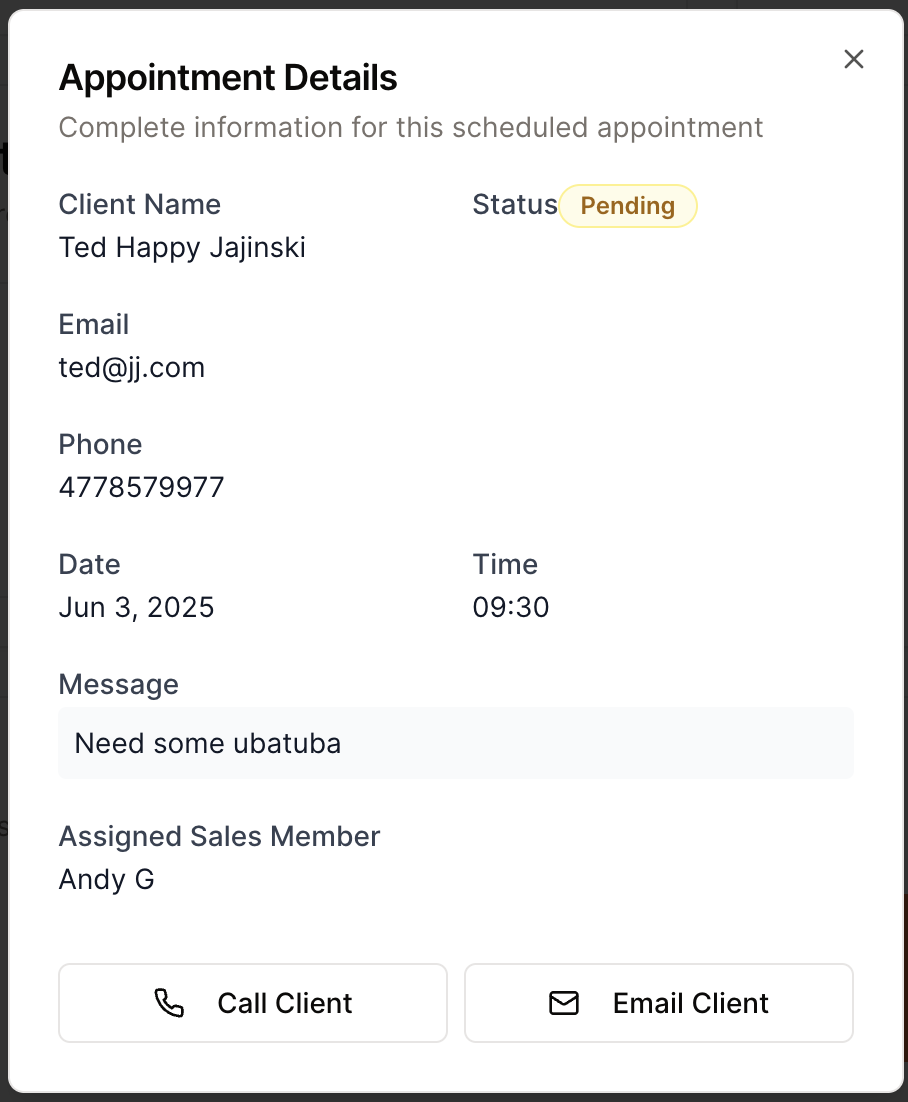 Appointment Details
Complete information for this scheduled appointment
Client Name
Ted Happy Jajinski
Status
Pending
Email
ted@jj.com
Phone
4778579977
Date
Jun 3, 2025
Time
09:30
Message
Need some ubatuba
Assigned Sales Member
Andy G
Call Client
Email Client